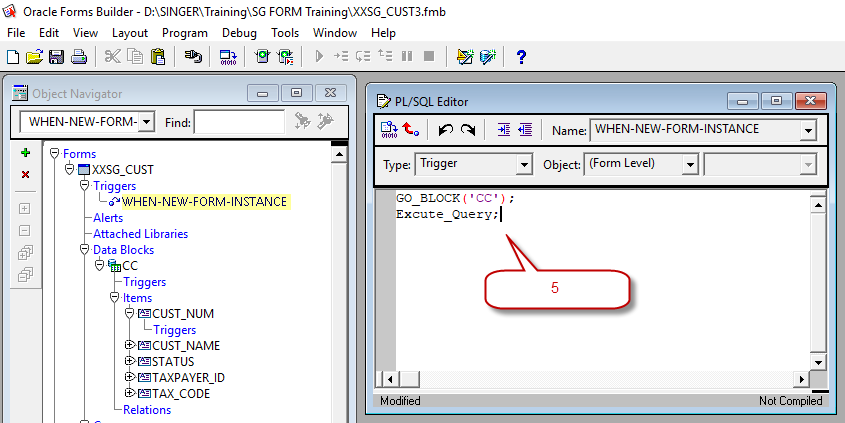 Oracle Forms Builder - D:\SINGER\Training\SG FORM Training\XXSG_CUST3.fmb
File Edit View Layout Program Debug Tools Window Help
Object Navigator
WHEN-NEW-FORM- Find:
Forms
XXSG_CUST
Triggers
WHEN-NEW-FORM-INSTANCE
Alerts
Attached Libraries
Data Blocks
CC
Triggers
Items
CUST_NUM
Triggers
CUST_NAME
STATUS
TAXPAYER_ID
TAX_CODE
Relations
PL/SQL Editor
Name: WHEN-NEW-FORM-INSTANCE
Type: Trigger Object: (Form Level)
GO_BLOCK('CC');
Excute_Query;
5
Modified Not Compiled